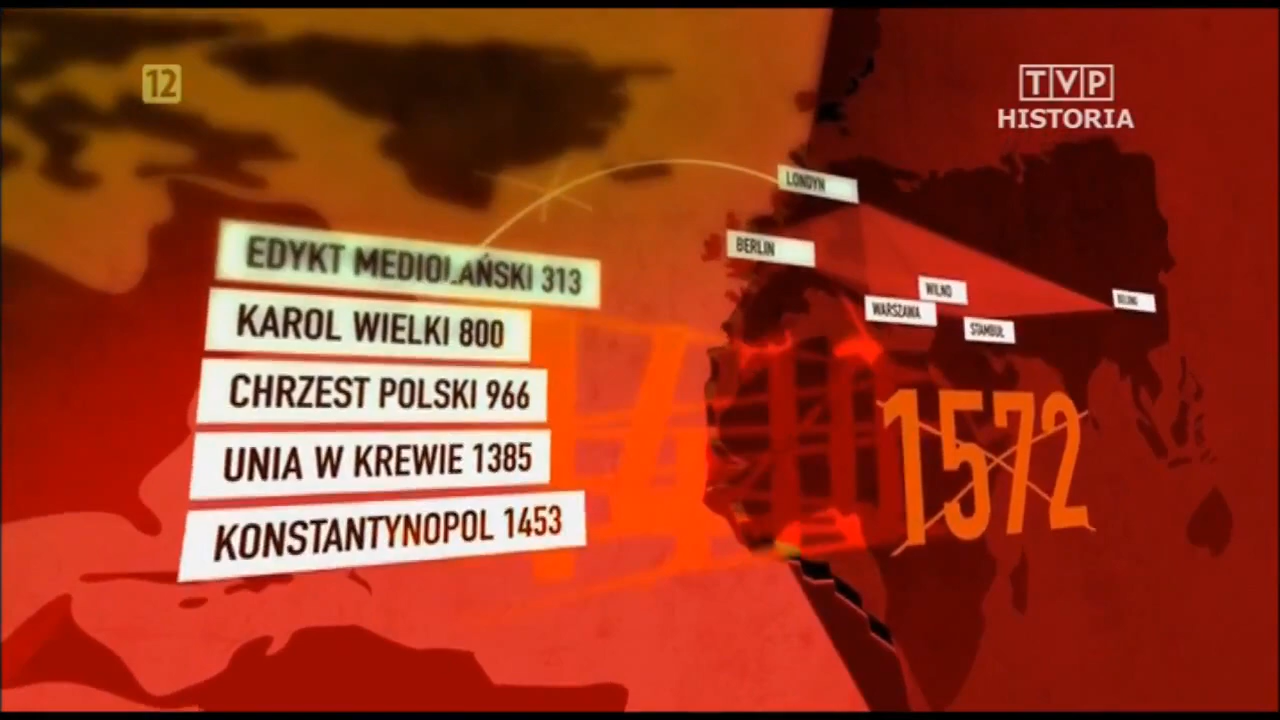 12
TVP
HISTORIA
LONDYN
BERLIN
WILNO
WARSZAWA
STAMBUŁ
EDYKT MEDIOLAŃSKI 313
KAROL WIELKI 800
CHRZEST POLSKI 966
UNIA W KREWIE 1385
KONSTANTYNOPOL 1453
1572